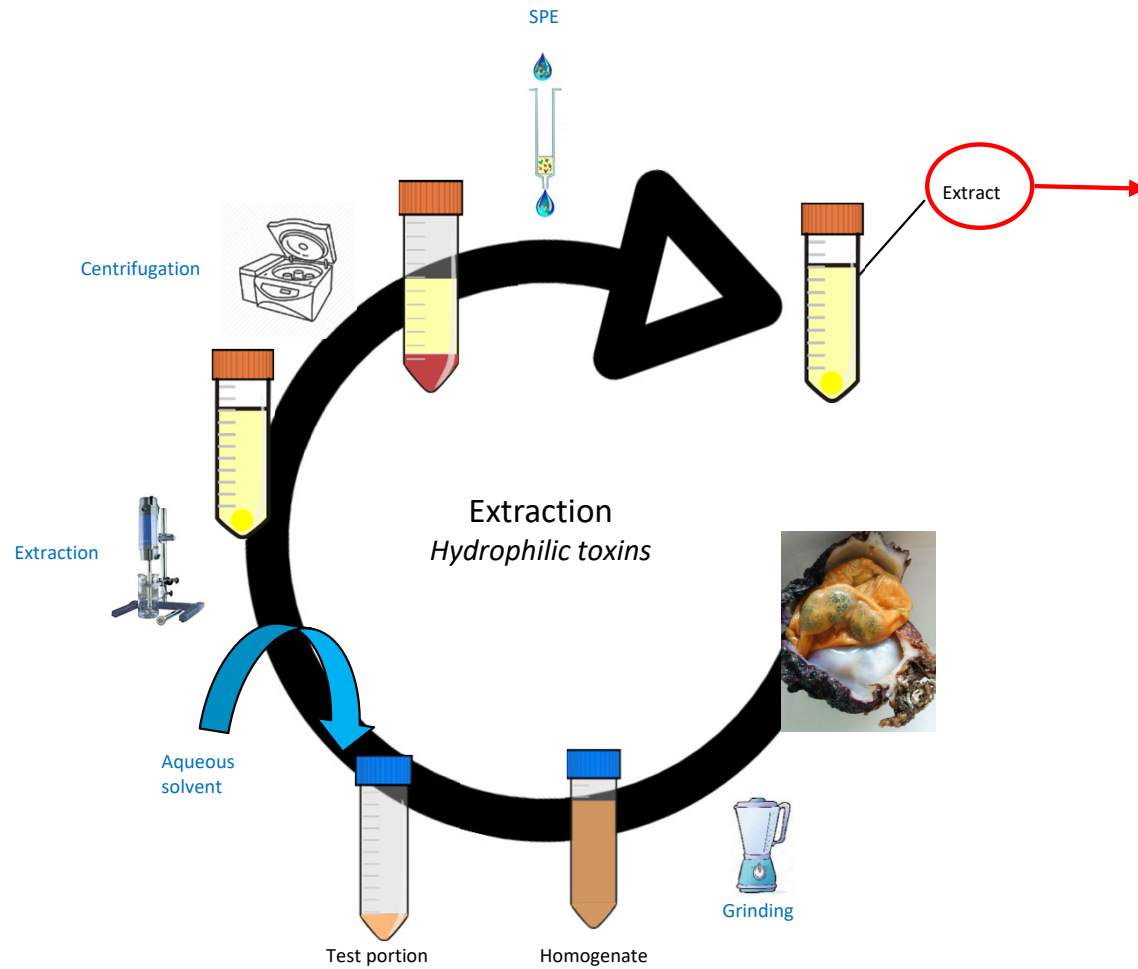 SPE
Extract
Centrifugation
Extraction
Hydrophilic toxins
Extraction
Aqueous
solvent
Grinding
Test portion
Homogenate